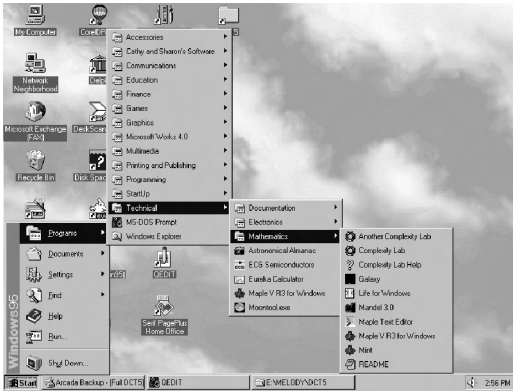 My Computer
CorelDR
Network
Neighborhood
Delp
Microsoft Exchange
(FAX)
DeskScan
Recycle Bin
Disk Spac
Accessories
Cathy and Sharon's Software
Communications
Education
Finance
Games
Graphics
Microsoft Works 4.0
Multimedia
Printing and Publishing
Programming
StartUp
Technical
MS-DOS Prompt
Windows Explorer
Documentation
Electronics
Mathematics
Astronomical Almanac
ECG Semiconductors
Eureka Calculator
Maple V R3 for Windows
Moontool.exe
Another Complexity Lab
Complexity Lab
Complexity Lab Help
Galaxy
Life for Windows
Mandel 3.0
Maple Text Editor
Maple V R3 for Windows
Mint
README
Windows95
Programs
Documents
Settings
Find
Help
Run...
Shut Down...
QEDIT
Serif PagePlus
Home Office
Start
Arcada Backup - [Full DCT5]
QEDIT
E:\MELODY\DCT5
2:56 PM